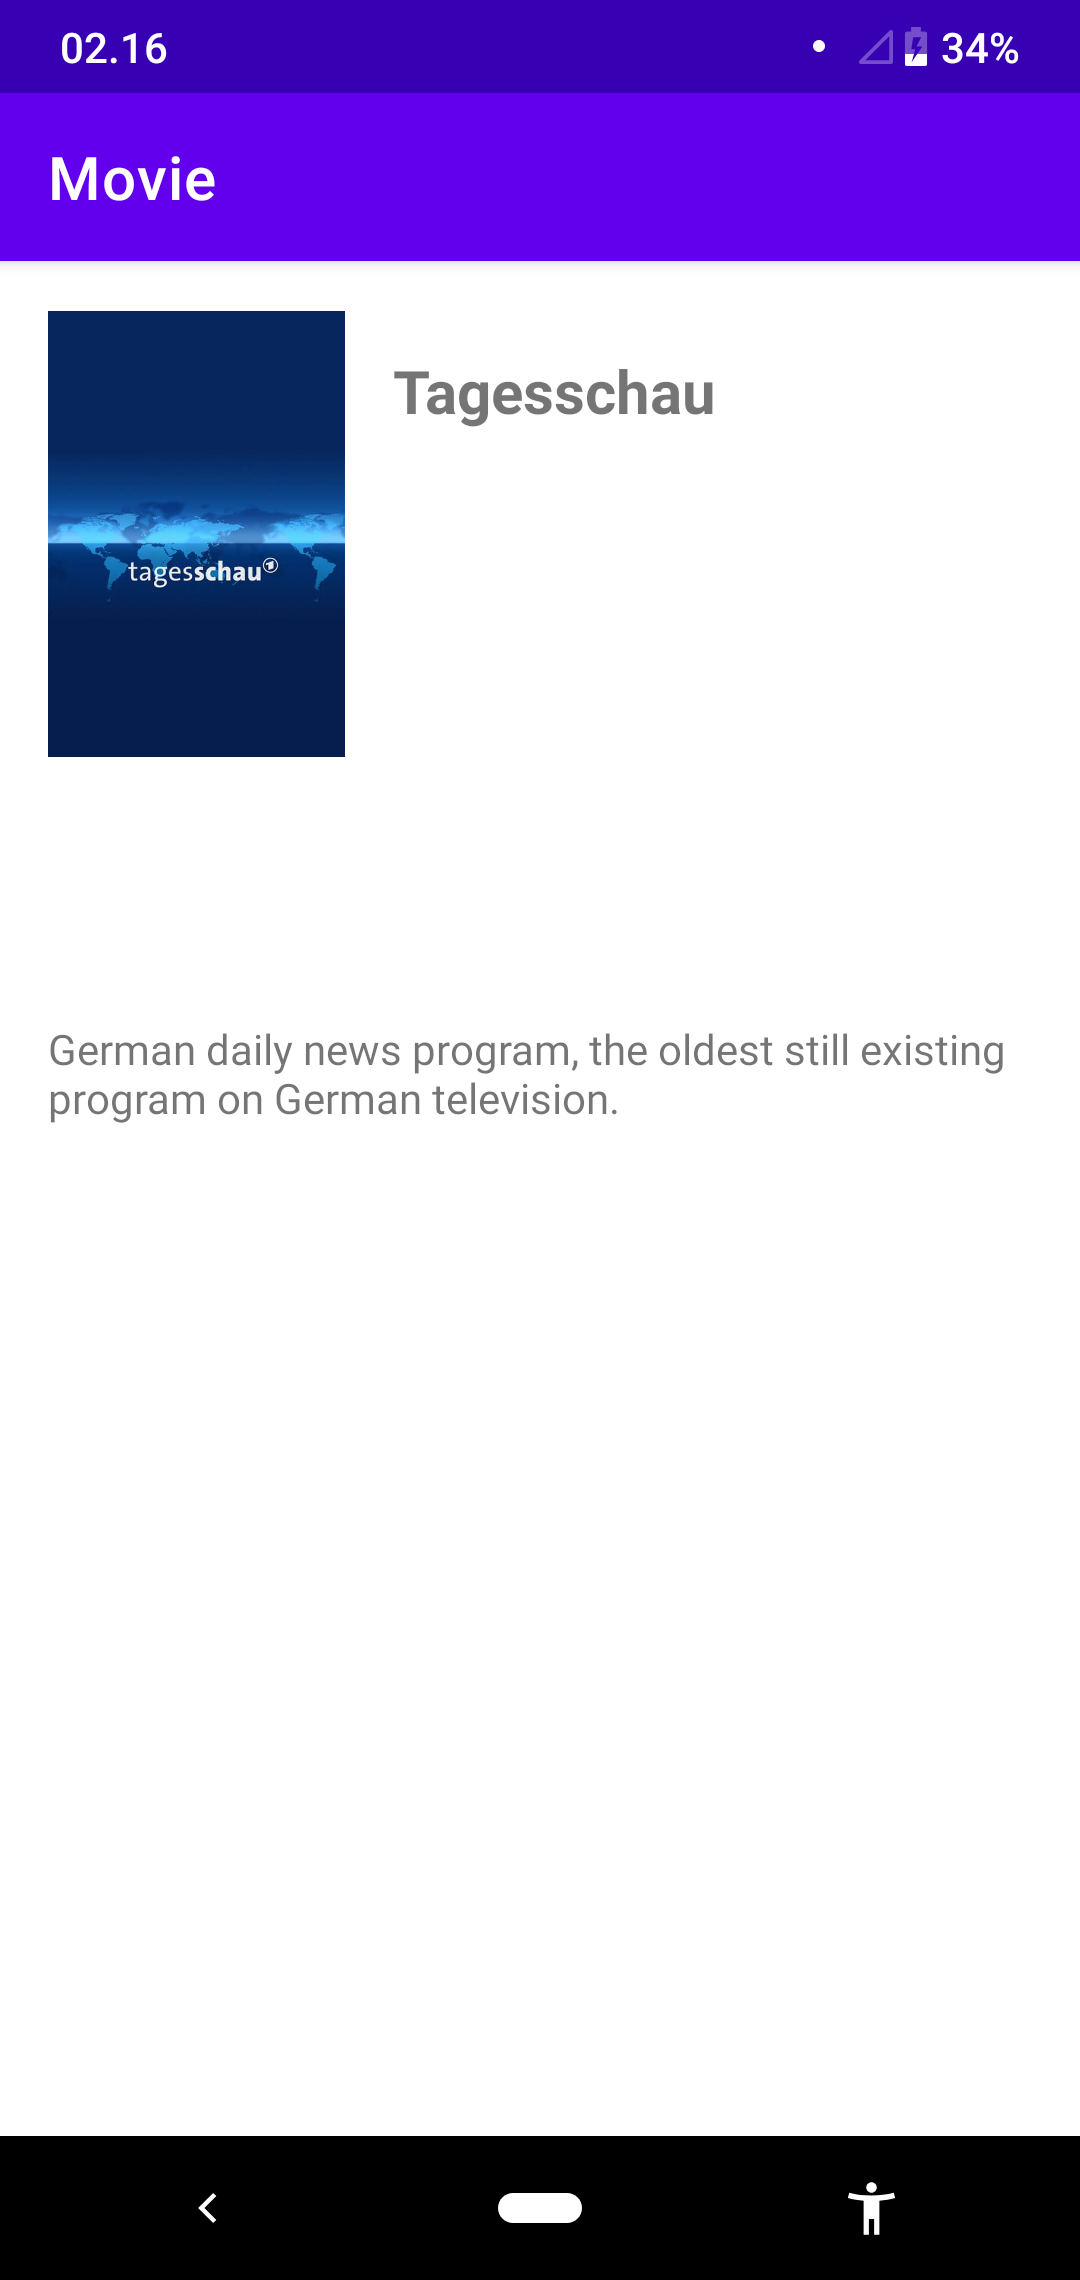 02.16
34%
Movie
Tagesschau
tagesschau
German daily news program, the oldest still existing
program on German television.